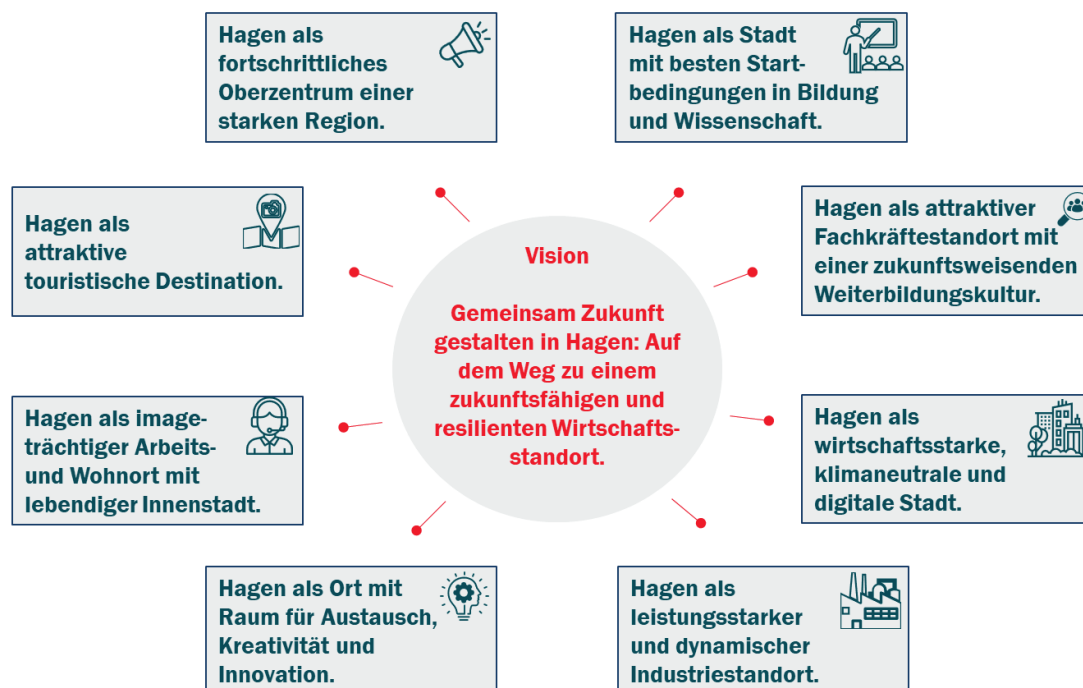 Hagen als
fortschrittliches
Oberzentrum einer
starken Region.
Hagen als Stadt
mit besten Start-
bedingungen in Bildung
und Wissenschaft.
Hagen als
attraktive
touristische Destination.
Hagen als attraktiver
Fachkräftestandort mit
einer zukunftsweisenden
Weiterbildungskultur.
Vision
Gemeinsam Zukunft
gestalten in Hagen: Auf
dem Weg zu einem
zukunftsfähigen und
resilienten Wirtschafts-
standort.
Hagen als image-
trächtiger Arbeits-
und Wohnort mit
lebendiger Innenstadt.
Hagen als
wirtschaftsstarke,
klimaneutrale und
digitale Stadt.
Hagen als Ort mit
Raum für Austausch,
Kreativität und
Innovation.
Hagen als
leistungsstarker
und dynamischer
Industriestandort.